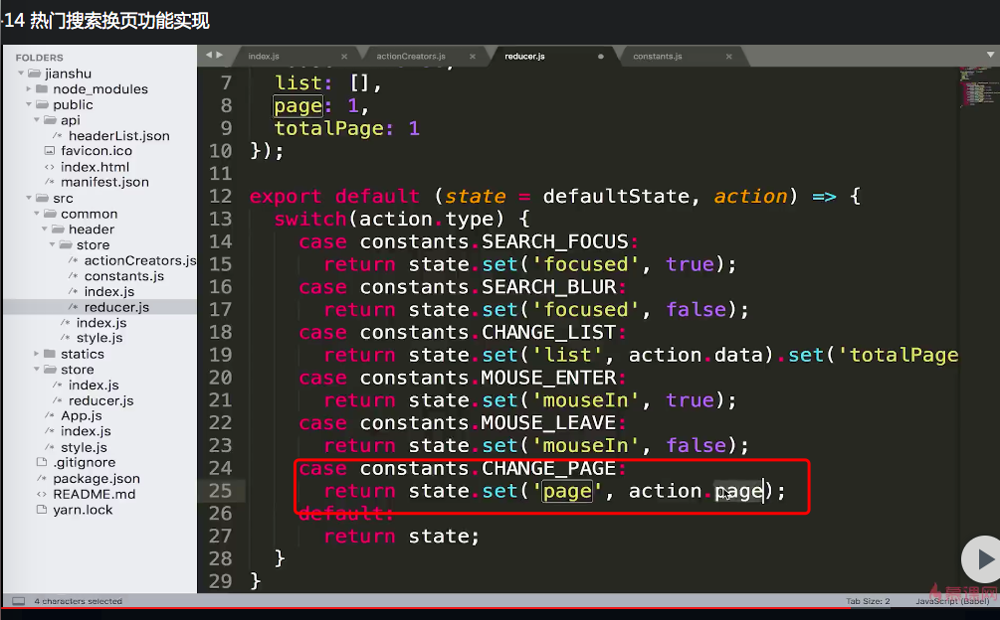 -14 热门搜索换页功能实现
FOLDERS
jianshu
node_modules
public
api
headerList.json
favicon.ico
index.html
manifest.json
src
common
header
store
actionCreators.js
constants.js
index.js
reducer.js
index.js
style.js
statics
store
index.js
reducer.js
App.js
index.js
style.js
.gitignore
package.json
README.md
yarn.lock
index.js
actionCreators.js
reducer.js
constants.js
7 list: [],
8 page: 1,
9 totalPage: 1
10 });
11
12 export default (state = defaultState, action) => {
13 switch(action.type) {
14 case constants.SEARCH_FOCUS:
15 return state.set('focused', true);
16 case constants.SEARCH_BLUR:
17 return state.set('focused', false);
18 case constants.CHANGE_LIST:
19 return state.set('list', action.data).set('totalPage
20 case constants.MOUSE_ENTER:
21 return state.set('mouseIn', true);
22 case constants.MOUSE_LEAVE:
23 return state.set('mouseIn', false);
24 case constants.CHANGE_PAGE:
25 return state.set('page', action.page);
26 default:
27 return state;
28 }
29 }
4 characters selected
Tab Size: 2
JavaScript (Babel)
慕课网